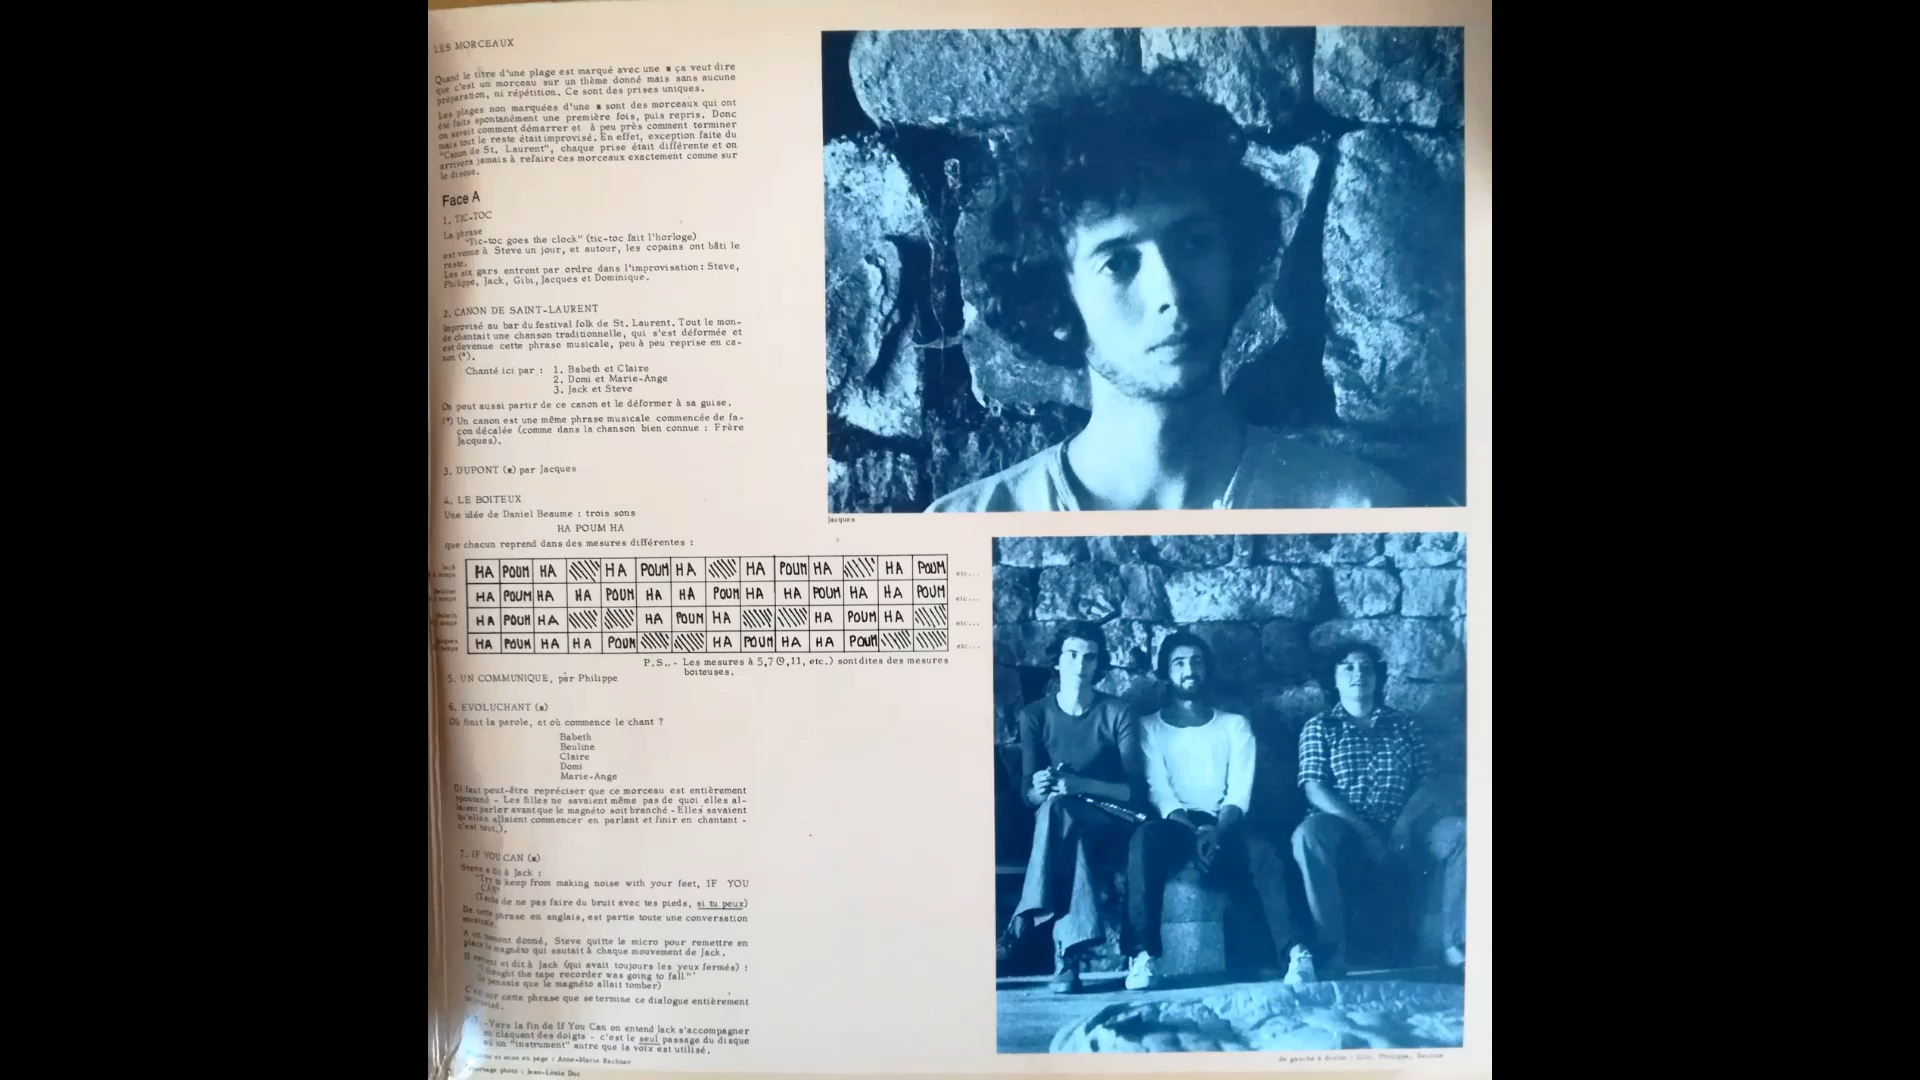 LES MORCEAUX
Quand le titre d'une plage est marqué avec une ■ ça veut dire
que c'est un morceau sur un thème donné mais sans aucune
préparation, ni répétition. Ce sont des prises uniques.
Les plages non marquées d'une ■ sont des morceaux qui ont
été faits spontanément une première fois, puis repris. Donc
on savait comment démarrer et à peu près comment terminer
mais tout le reste était improvisé. En effet, exception faite du
"Canon de St. Laurent", chaque prise était différente et on
arrivera jamais à refaire ces morceaux exactement comme sur
le disque.
Face A
1. TIC-TOC
La phrase
"Tic-toc goes the clock" (tic-toc fait l'horloge)
est venue à Steve un jour, et autour, les copains ont bâti le
reste.
Les six gars entrent par ordre dans l'improvisation: Steve,
Philippe, Jack, Gibi, Jacques et Dominique.
2. CANON DE SAINT-LAURENT
Improvisé au bar du festival folk de St. Laurent. Tout le mon-
de chantait une chanson traditionnelle, qui s'est déformée et
est devenue cette phrase musicale, peu à peu reprise en ca-
non (*).
Chanté ici par : 1. Babeth et Claire
2. Domi et Marie-Ange
3. Jack et Steve
On peut aussi partir de ce canon et le déformer à sa guise.
(*) Un canon est une même phrase musicale commencée de fa-
çon décalée (comme dans la chanson bien connue : Frère
Jacques).
3. DUPONT (■) par Jacques
4. LE BOITEUX
Une idée de Daniel Beaume : trois sons
HA POUM HA
que chacun reprend dans des mesures différentes :
HA POUM HA HA POUM HA HA POUM HA HA POUM etc...
HA POUM HA HA POUM HA HA POUM HA HA POUM HA HA POUM etc...
HA POUM HA HA POUM HA HA POUM HA etc...
HA POUM HA HA POUM HA POUM HA HA POUM etc...
P.S.. - Les mesures à 5,7 (9,11, etc.) sont dites des mesures
boiteuses.
5. UN COMMUNIQUE, par Philippe
6. EVOLUCHANT (■)
Où finit la parole, et où commence le chant ?
Babeth
Beuline
Claire
Domi
Marie-Ange
Il faut peut-être repréciser que ce morceau est entièrement
spontané - Les filles ne savaient même pas de quoi elles al-
laient parler avant que le magnéto soit branché - Elles savaient
qu'elles allaient commencer en parlant et finir en chantant -
c'est tout.).
7. IF YOU CAN (■)
Steve a dit à Jack :
"Try to keep from making noise with your feet, IF YOU
CAN"
(Tâche de ne pas faire du bruit avec tes pieds, si tu peux)
De cette phrase en anglais, est partie toute une conversation
musicale.
A un moment donné, Steve quitte le micro pour remettre en
place le magnéto qui sautait à chaque mouvement de Jack.
Il revient et dit à Jack (qui avait toujours les yeux fermés) :
"I thought the tape recorder was going to fall"
(je pensais que le magnéto allait tomber)
C'est sur cette phrase que se termine ce dialogue entièrement
improvisé.
-Vers la fin de If You Can on entend Jack s'accompagner
en claquant des doigts - c'est le seul passage du disque
où un "instrument" autre que la voix est utilisé.
et mise en page : Anne-Marie Bechner
photo : Jean-Louis Duc
Jacques
de gauche à droite : Gibi, Philippe, Beuline